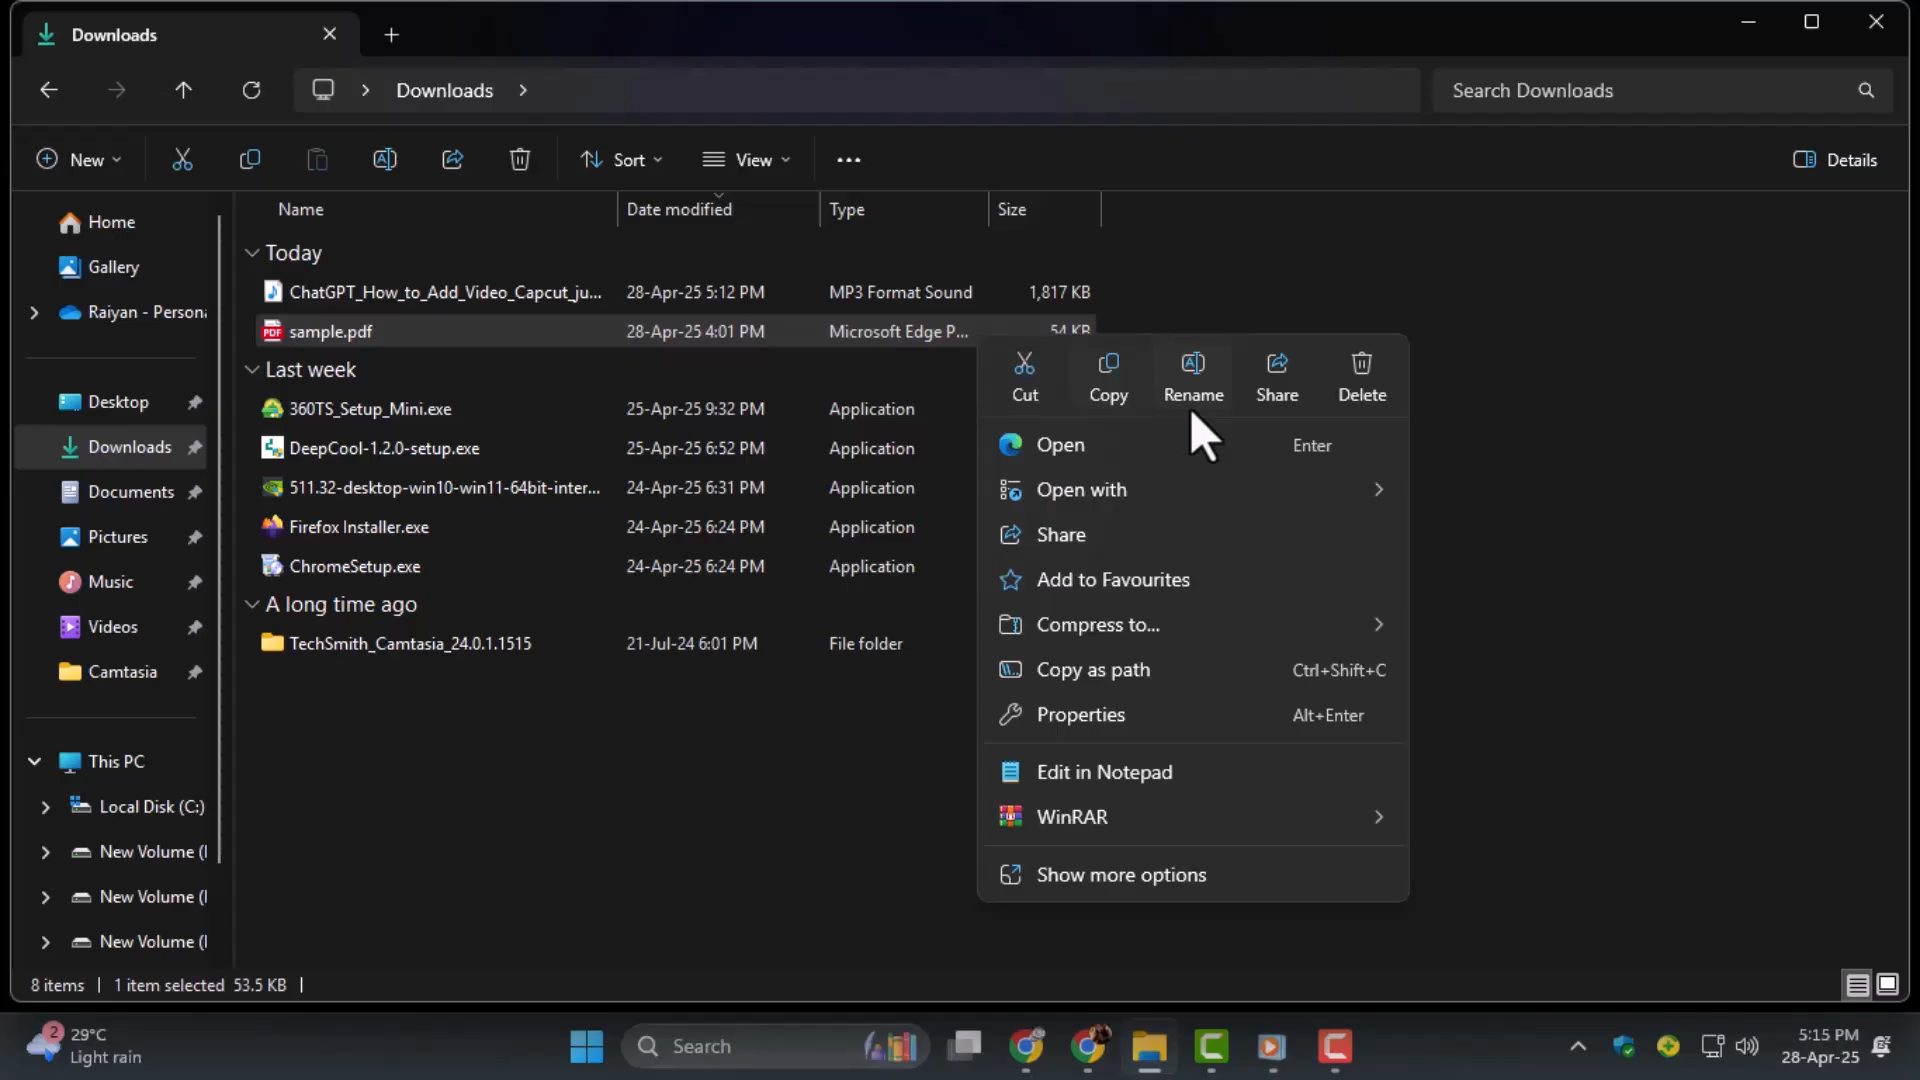 Downloads
Downloads
Search Downloads
New
Sort
View
Details
Name Date modified Type Size
Today
ChatGPT_How_to_Add_Video_Capcut_ju... 28-Apr-25 5:12 PM MP3 Format Sound 1,817 KB
sample.pdf 28-Apr-25 4:01 PM Microsoft Edge P... 54 KB
Last week
360TS_Setup_Mini.exe 25-Apr-25 9:32 PM Application
DeepCool-1.2.0-setup.exe 25-Apr-25 6:52 PM Application
511.32-desktop-win10-win11-64bit-inter... 24-Apr-25 6:31 PM Application
Firefox Installer.exe 24-Apr-25 6:24 PM Application
ChromeSetup.exe 24-Apr-25 6:24 PM Application
A long time ago
TechSmith_Camtasia_24.0.1.1515 21-Jul-24 6:01 PM File folder
Home
Gallery
Raiyan - Persona
Desktop
Downloads
Documents
Pictures
Music
Videos
Camtasia
This PC
Local Disk (C:)
New Volume (
New Volume (
New Volume (
Cut Copy Rename Share Delete
Open Enter
Open with
Share
Add to Favourites
Compress to...
Copy as path Ctrl+Shift+C
Properties Alt+Enter
Edit in Notepad
WinRAR
Show more options
8 items 1 item selected 53.5 KB
2
29°C
Light rain
Search
5:15 PM
28-Apr-25
PDF